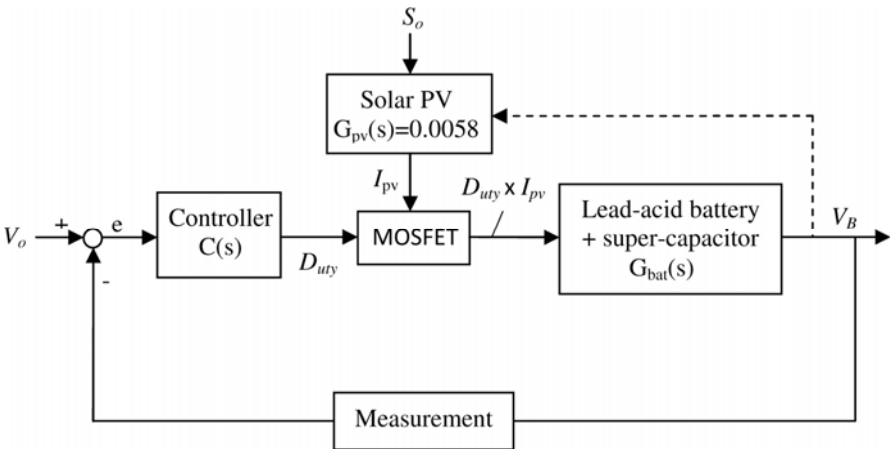 S_o
Solar PV
G_pv(s)=0.0058
I_pv
D_uty x I_pv
V_o
+
-
e
Controller
C(s)
D_uty
MOSFET
Lead-acid battery
+ super-capacitor
G_bat(s)
V_B
Measurement